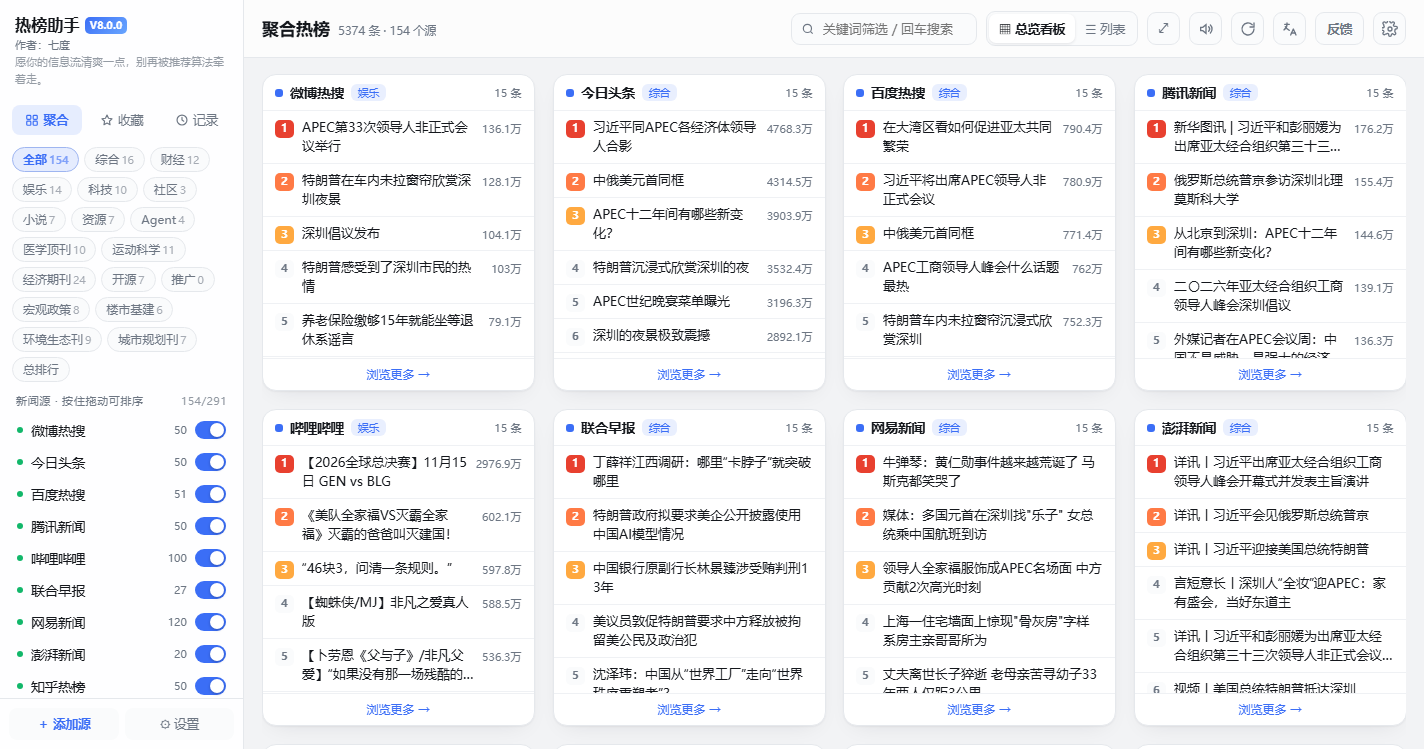 热榜助手 V8.0.0
作者：七度
愿你的信息流清爽一点，别再被推荐算法牵
着走。
聚合 收藏 记录
全部 154 综合 16 财经 12
娱乐 14 科技 10 社区 3
小说 7 资源 7 Agent 4
医学顶刊 10 运动科学 11
经济期刊 24 开源 7 推广 0
宏观政策 8 楼市基建 6
环境生态刊 9 城市规划刊 7
总排行
新闻源 · 按住拖动可排序 154/291
微博热搜 50
今日头条 50
百度热搜 51
腾讯新闻 50
哔哩哔哩 100
联合早报 27
网易新闻 120
澎湃新闻 20
知乎热榜 50
+ 添加源 设置
聚合热榜 5374 条 · 154 个源
关键词筛选 / 回车搜索
总览看板 列表
反馈
微博热搜 娱乐 15 条
1 APEC第33次领导人非正式会 136.1万
议举行
2 特朗普在车内未拉窗帘欣赏深 128.1万
圳夜景
3 深圳倡议发布 104.1万
4 特朗普感受到了深圳市民的热 103万
情
5 养老保险缴够15年就能坐等退 79.1万
休系谣言
浏览更多 →
今日头条 综合 15 条
1 习近平同APEC各经济体领导 4768.3万
人合影
2 中俄美元首同框 4314.5万
3 APEC十二年间有哪些新变 3903.9万
化?
4 特朗普沉浸式欣赏深圳的夜 3532.4万
5 APEC世纪晚宴菜单曝光 3196.3万
6 深圳的夜景极致震撼 2892.1万
浏览更多 →
百度热搜 综合 15 条
1 在大湾区看如何促进亚太共同 790.4万
繁荣
2 习近平将出席APEC领导人非 780.9万
正式会议
3 中俄美元首同框 771.4万
4 APEC工商领导人峰会什么话题 762万
最热
5 特朗普车内未拉窗帘沉浸式欣 752.3万
赏深圳
浏览更多 →
腾讯新闻 综合 15 条
1 新华图讯 | 习近平和彭丽媛为 176.2万
出席亚太经合组织第三十三...
2 俄罗斯总统普京参访深圳北理 155.4万
莫斯科大学
3 从北京到深圳：APEC十二年 144.6万
间有哪些新变化?
4 二〇二六年亚太经合组织工商 139.1万
领导人峰会深圳倡议
5 外媒记者在APEC会议周：中 136.3万
国不是威胁，是强大的经济
浏览更多 →
哔哩哔哩 娱乐 15 条
1 【2026全球总决赛】11月15 2976.9万
日 GEN vs BLG
2 《美队全家福VS灭霸全家 602.1万
福》灭霸的爸爸叫灭建国！
3 “46块3，问清一条规则。” 597.8万
4 【蜘蛛侠/MJ】非凡之爱真人 588.5万
版
5 【卜劳恩《父与子》/非凡父 536.3万
爱】“如果没有那一场残酷的...
浏览更多 →
联合早报 综合 15 条
1 丁薛祥江西调研：哪里“卡脖子”就突破
哪里
2 特朗普政府拟要求美企公开披露使用
中国AI模型情况
3 中国银行原副行长林景臻涉受贿判刑1
3年
4 美议员敦促特朗普要求中方释放被拘
留美公民及政治犯
5 沈泽玮：中国从“世界工厂”走向“世界
浏览更多 →
网易新闻 综合 15 条
1 牛弹琴：黄仁勋事件越来越荒诞了 马
斯克都笑哭了
2 媒体：多国元首在深圳找"乐子" 女总
统乘中国航班到访
3 领导人全家福服饰成APEC名场面 中方
贡献2次高光时刻
4 上海一住宅墙面上惊现"骨灰房"字样
系房主亲哥哥所为
5 丈夫离世长子猝逝 老母亲苦寻幼子33
年两人仅距3公里
浏览更多 →
澎湃新闻 综合 15 条
1 详讯丨习近平出席亚太经合组织工商
领导人峰会开幕式并发表主旨演讲
2 详讯丨习近平会见俄罗斯总统普京
3 详讯丨习近平迎接美国总统特朗普
4 言短意长丨深圳人“全妆”迎APEC：家
有盛会，当好东道主
5 详讯丨习近平和彭丽媛为出席亚太经
合组织第三十三次领导人非正式会议...
6 视频丨美国总统特朗普抵达深圳
浏览更多 →